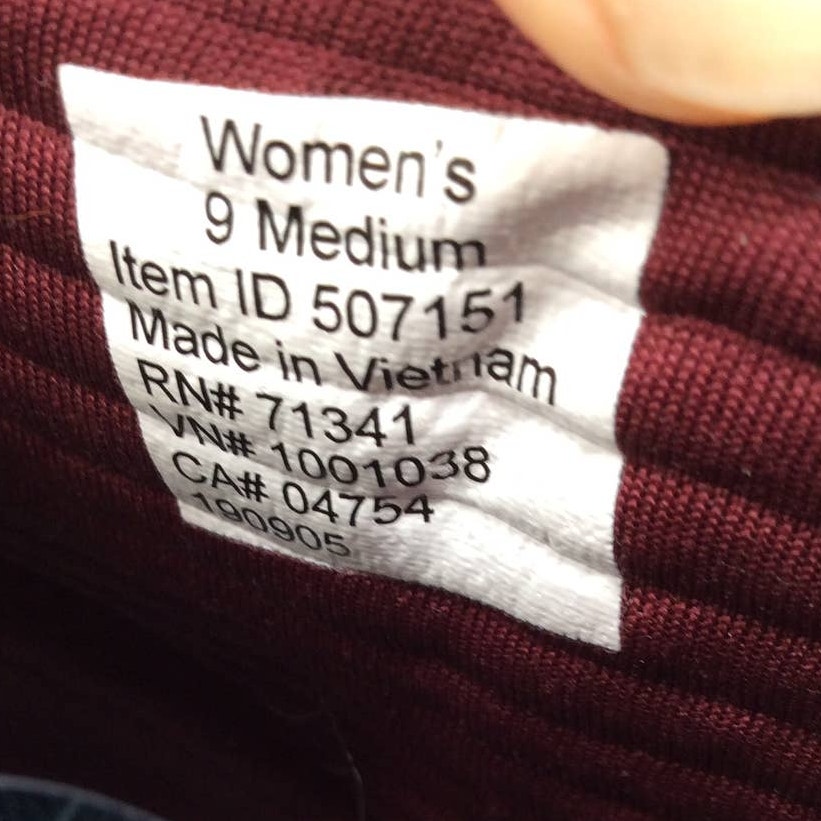 Women's
9 Medium
Item ID 507151
Made in Vietnam
RN# 71341
VN# 1001038
CA# 04754
190905